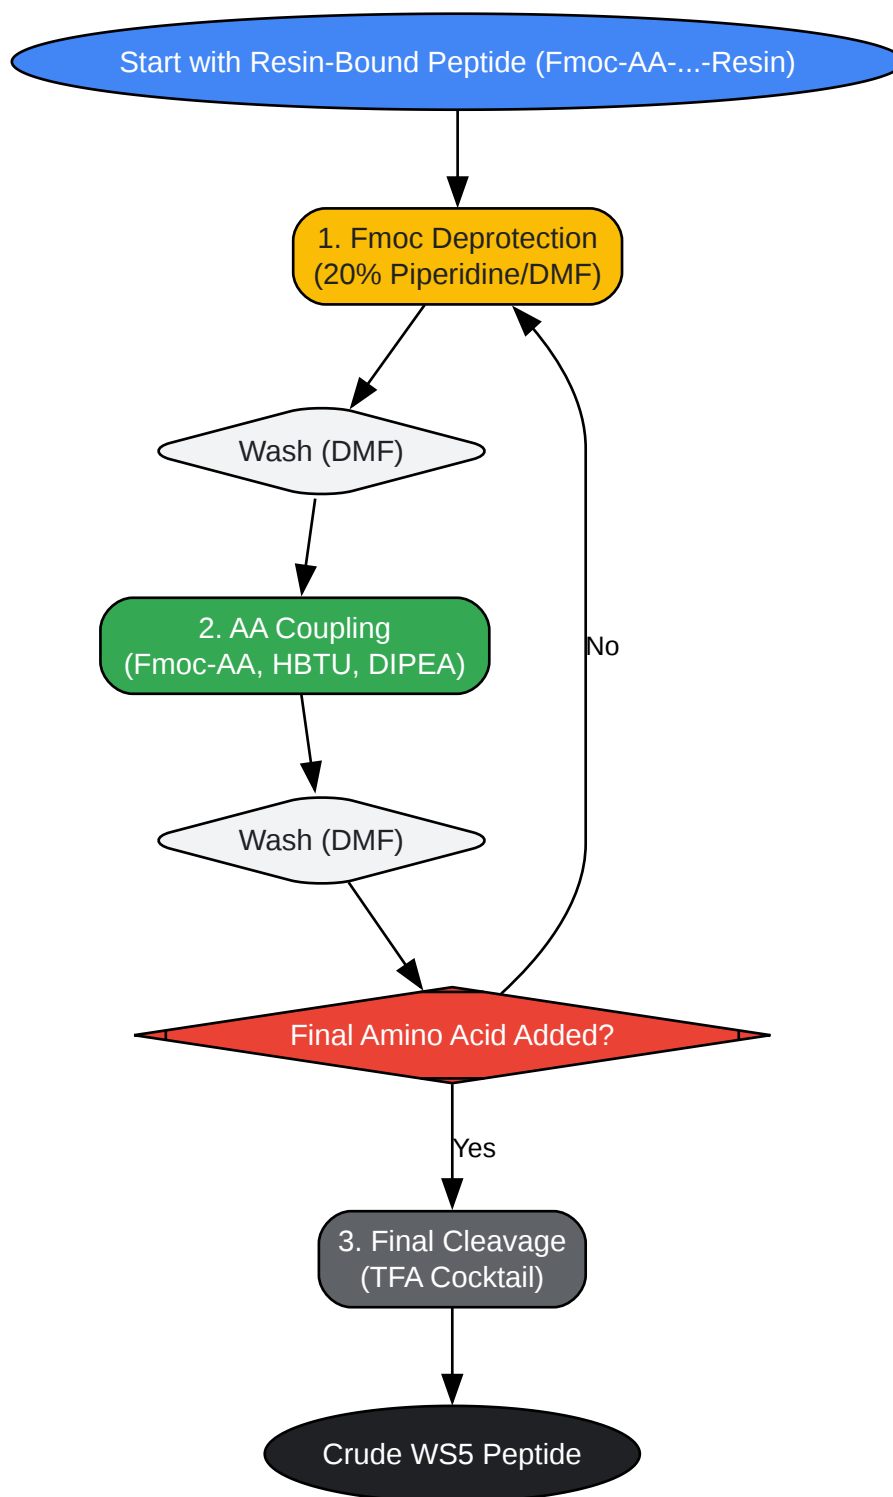 Start with Resin-Bound Peptide (Fmoc-AA-...-Resin)
1. Fmoc Deprotection
(20% Piperidine/DMF)
Wash (DMF)
2. AA Coupling
(Fmoc-AA, HBTU, DIPEA)
No
Wash (DMF)
Final Amino Acid Added?
Yes
3. Final Cleavage
(TFA Cocktail)
Crude WS5 Peptide